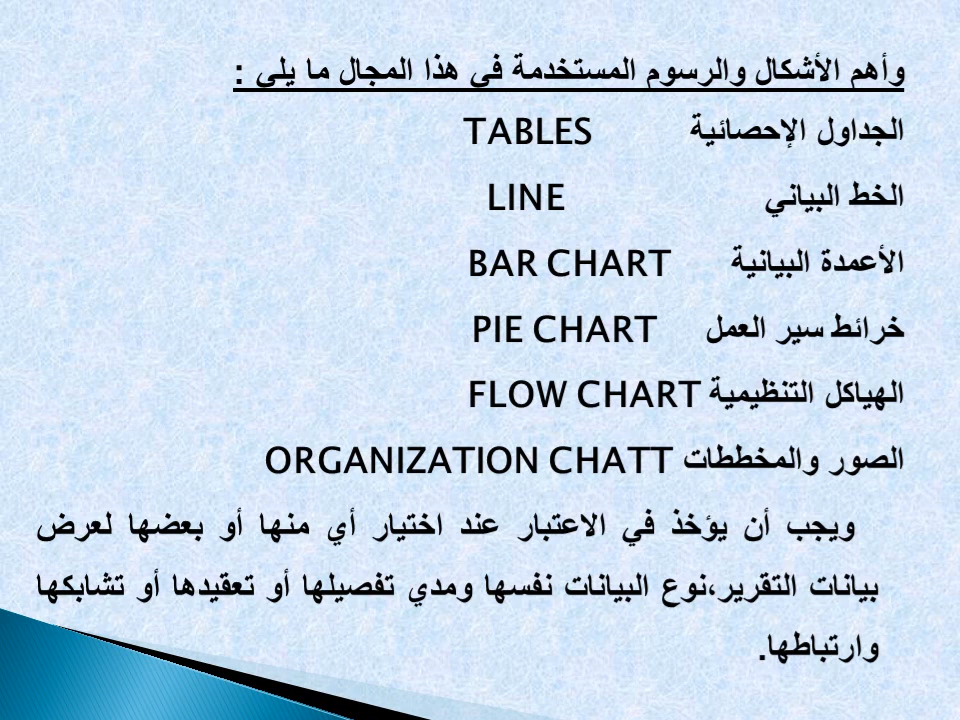 وأهم الأشكال والرسوم المستخدمة في هذا المجال ما يلي :
الجداول الإحصائية TABLES
الخط البياني LINE
الأعمدة البيانية BAR CHART
خرائط سير العمل PIE CHART
الهياكل التنظيمية FLOW CHART
الصور والمخططات ORGANIZATION CHATT
ويجب أن يؤخذ في الاعتبار عند اختيار أي منها أو بعضها لعرض
بيانات التقرير،نوع البيانات نفسها ومدي تفصيلها أو تعقيدها أو تشابكها
وارتباطها.